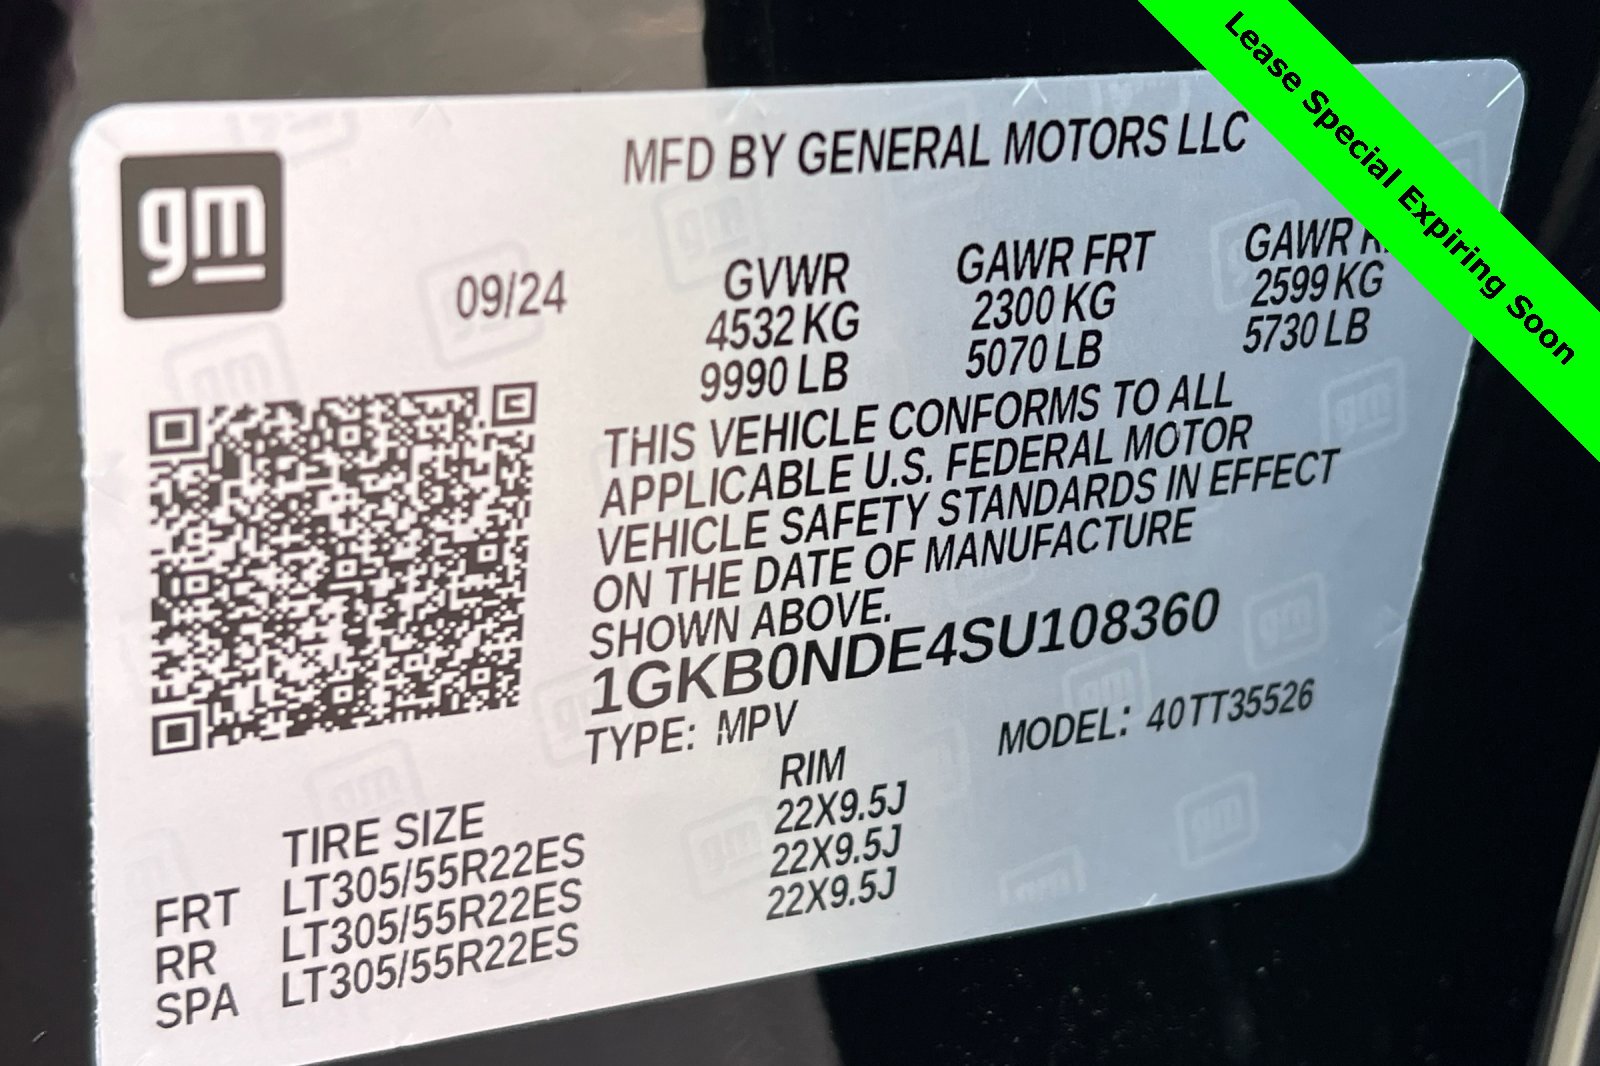 Lease Special Expiring Soon
gm
MFD BY GENERAL MOTORS LLC
09/24
GVWR GAWR FRT GAWR
4532 KG 2300 KG 2599 KG
9990 LB 5070 LB 5730 LB
THIS VEHICLE CONFORMS TO ALL
APPLICABLE U.S. FEDERAL MOTOR
VEHICLE SAFETY STANDARDS IN EFFECT
ON THE DATE OF MANUFACTURE
SHOWN ABOVE.
1GKB0NDE4SU108360
TYPE: MPV MODEL: 40TT35526
TIRE SIZE RIM
FRT LT305/55R22ES 22X9.5J
RR LT305/55R22ES 22X9.5J
SPA LT305/55R22ES 22X9.5J